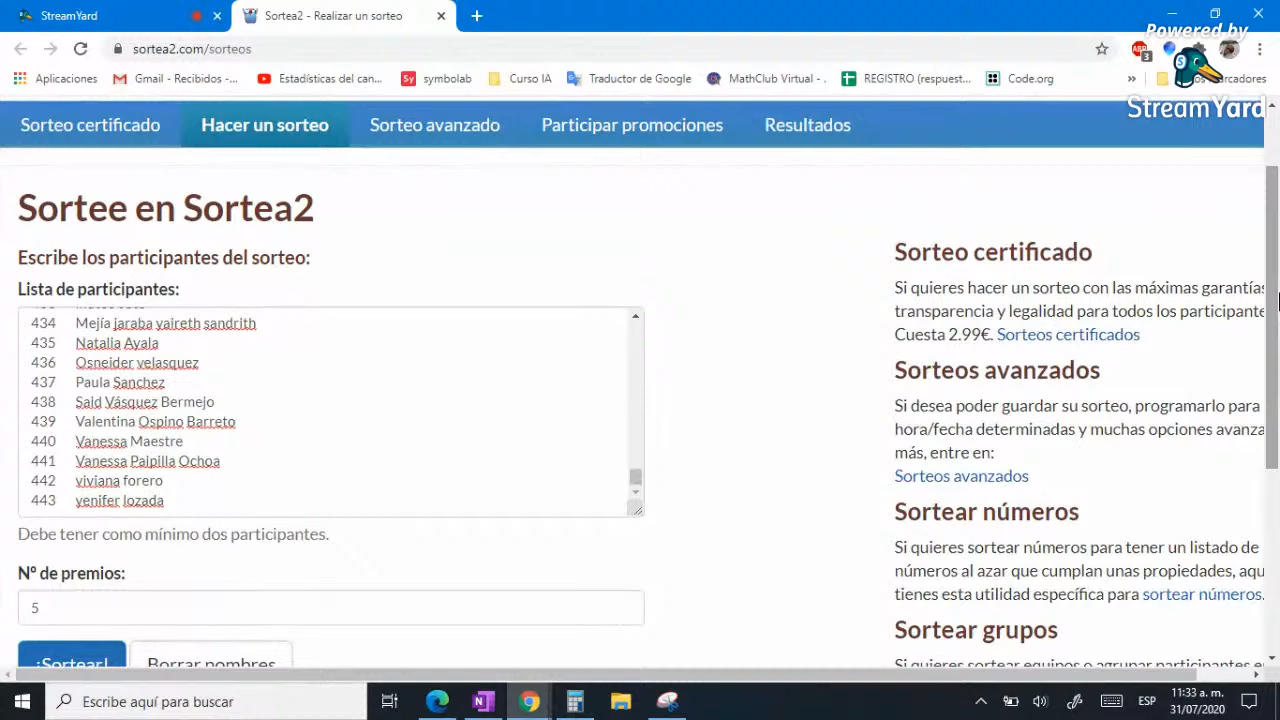 StreamYard
Sortea2 - Realizar un sorteo
Powered by
sortea2.com/sorteos
3
Aplicaciones
Gmail - Recibidos -...
Estadísticas del can...
Sy symbolab
Curso IA
Traductor de Google
MathClub Virtual - ...
REGISTRO (respuest...
Code.org
»
StreamYard
Sorteo certificado
Hacer un sorteo
Sorteo avanzado
Participar promociones
Resultados
Sortee en Sortea2
Escribe los participantes del sorteo:
Lista de participantes:
434 Mejía jaraba yaireth sandrith
435 Natalia Ayala
436 Osneider velasquez
437 Paula Sanchez
438 Said Vásquez Bermejo
439 Valentina Ospino Barreto
440 Vanessa Maestre
441 Vanessa Paipilla Ochoa
442 viviana forero
443 yenifer lozada
Debe tener como mínimo dos participantes.
Nº de premios:
5
¡Sortear!
Borrar nombres
Sorteo certificado
Si quieres hacer un sorteo con las máximas garantías
transparencia y legalidad para todos los participante
Cuesta 2.99€. Sorteos certificados
Sorteos avanzados
Si desea poder guardar su sorteo, programarlo para
hora/fecha determinadas y muchas opciones avanza
más, entre en:
Sorteos avanzados
Sortear números
Si quieres sortear números para tener un listado de
números al azar que cumplan unas propiedades, aqu
tienes esta utilidad específica para sortear números.
Sortear grupos
Si quieres sortear equipos o agrupar participantes e
Escribe aquí para buscar
ESP
11:33 a. m.
31/07/2020